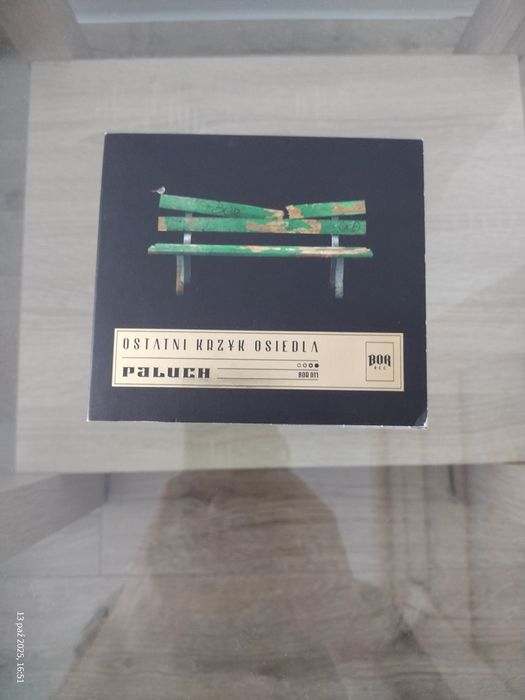 OSTATNI KRZYK OSIEDLA
PALUCH
BOR 011
BOR
REC.
13 paź 2025, 16:51